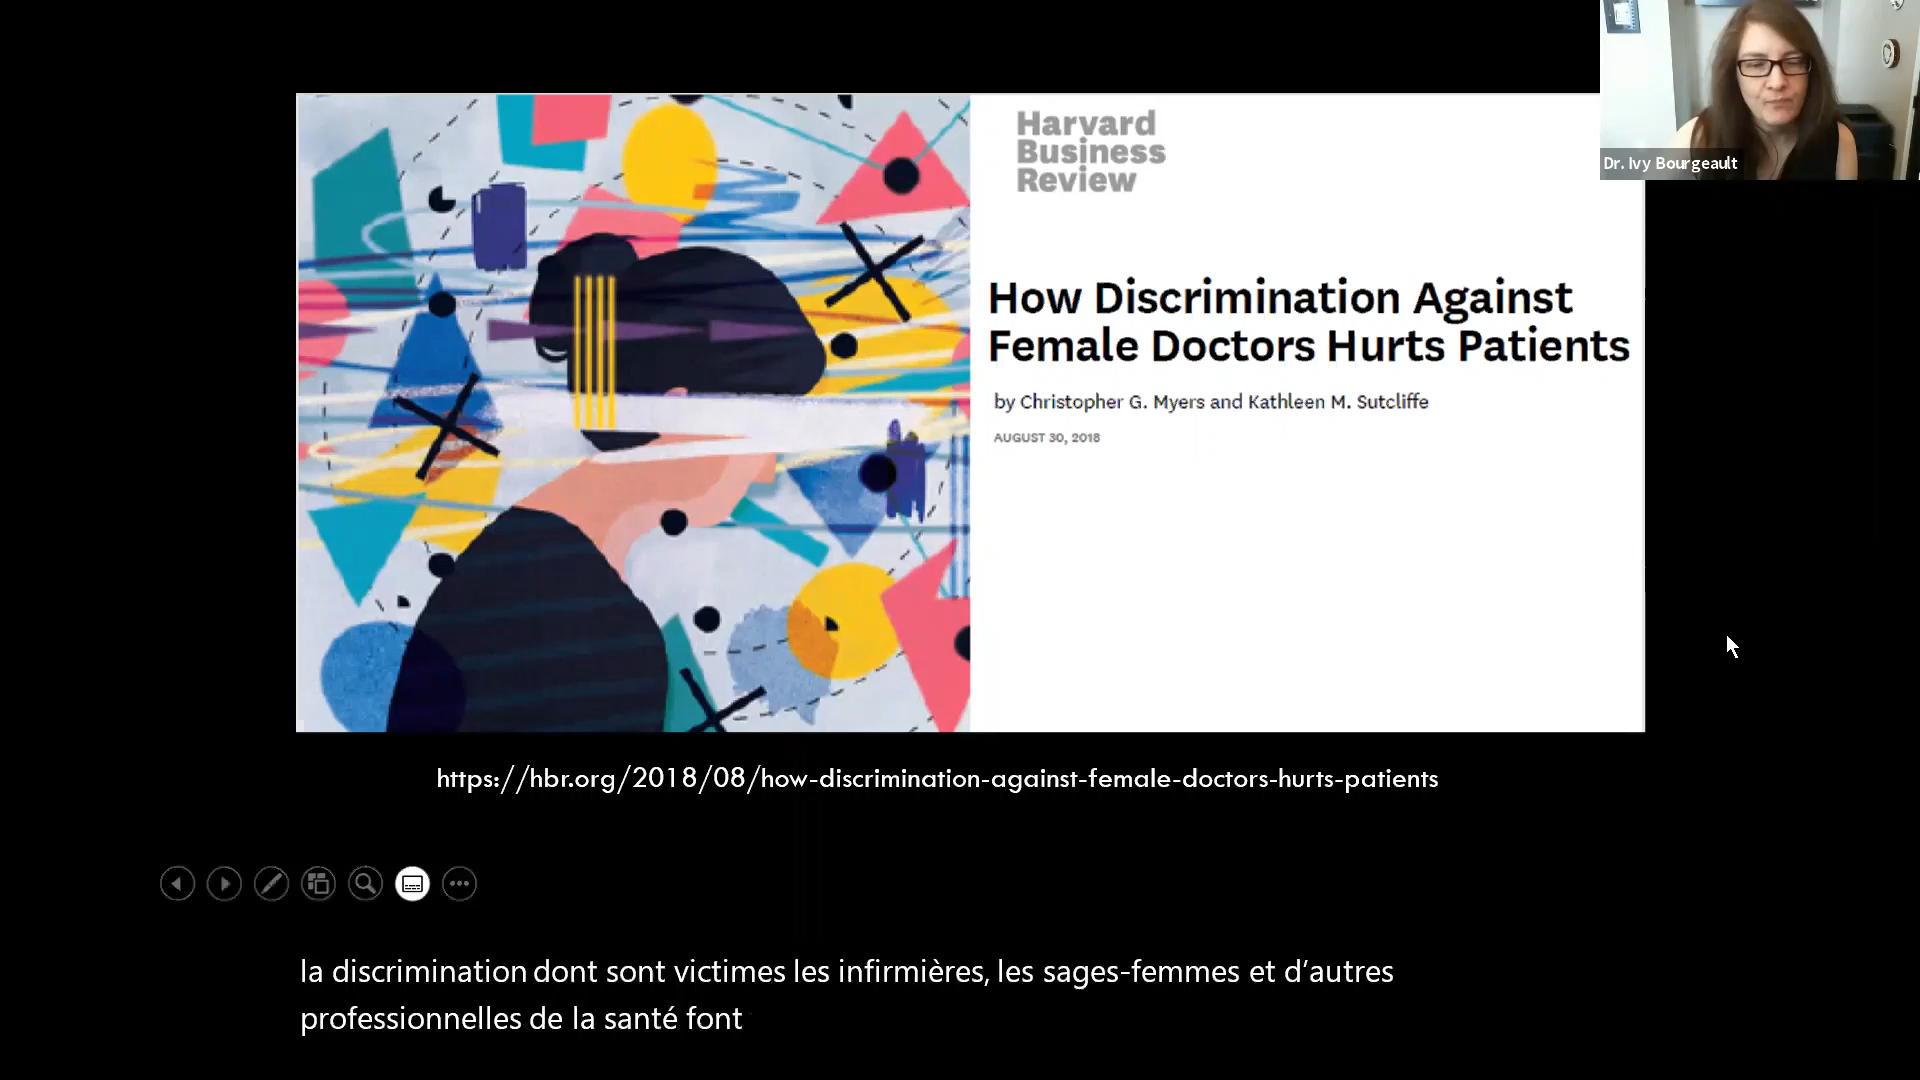 Harvard
Business
Review
Dr. Ivy Bourgeault
How Discrimination Against
Female Doctors Hurts Patients
by Christopher G. Myers and Kathleen M. Sutcliffe
AUGUST 30, 2018
https://hbr.org/2018/08/how-discrimination-against-female-doctors-hurts-patients
la discrimination dont sont victimes les infirmières, les sages-femmes et d’autres
professionnelles de la santé font